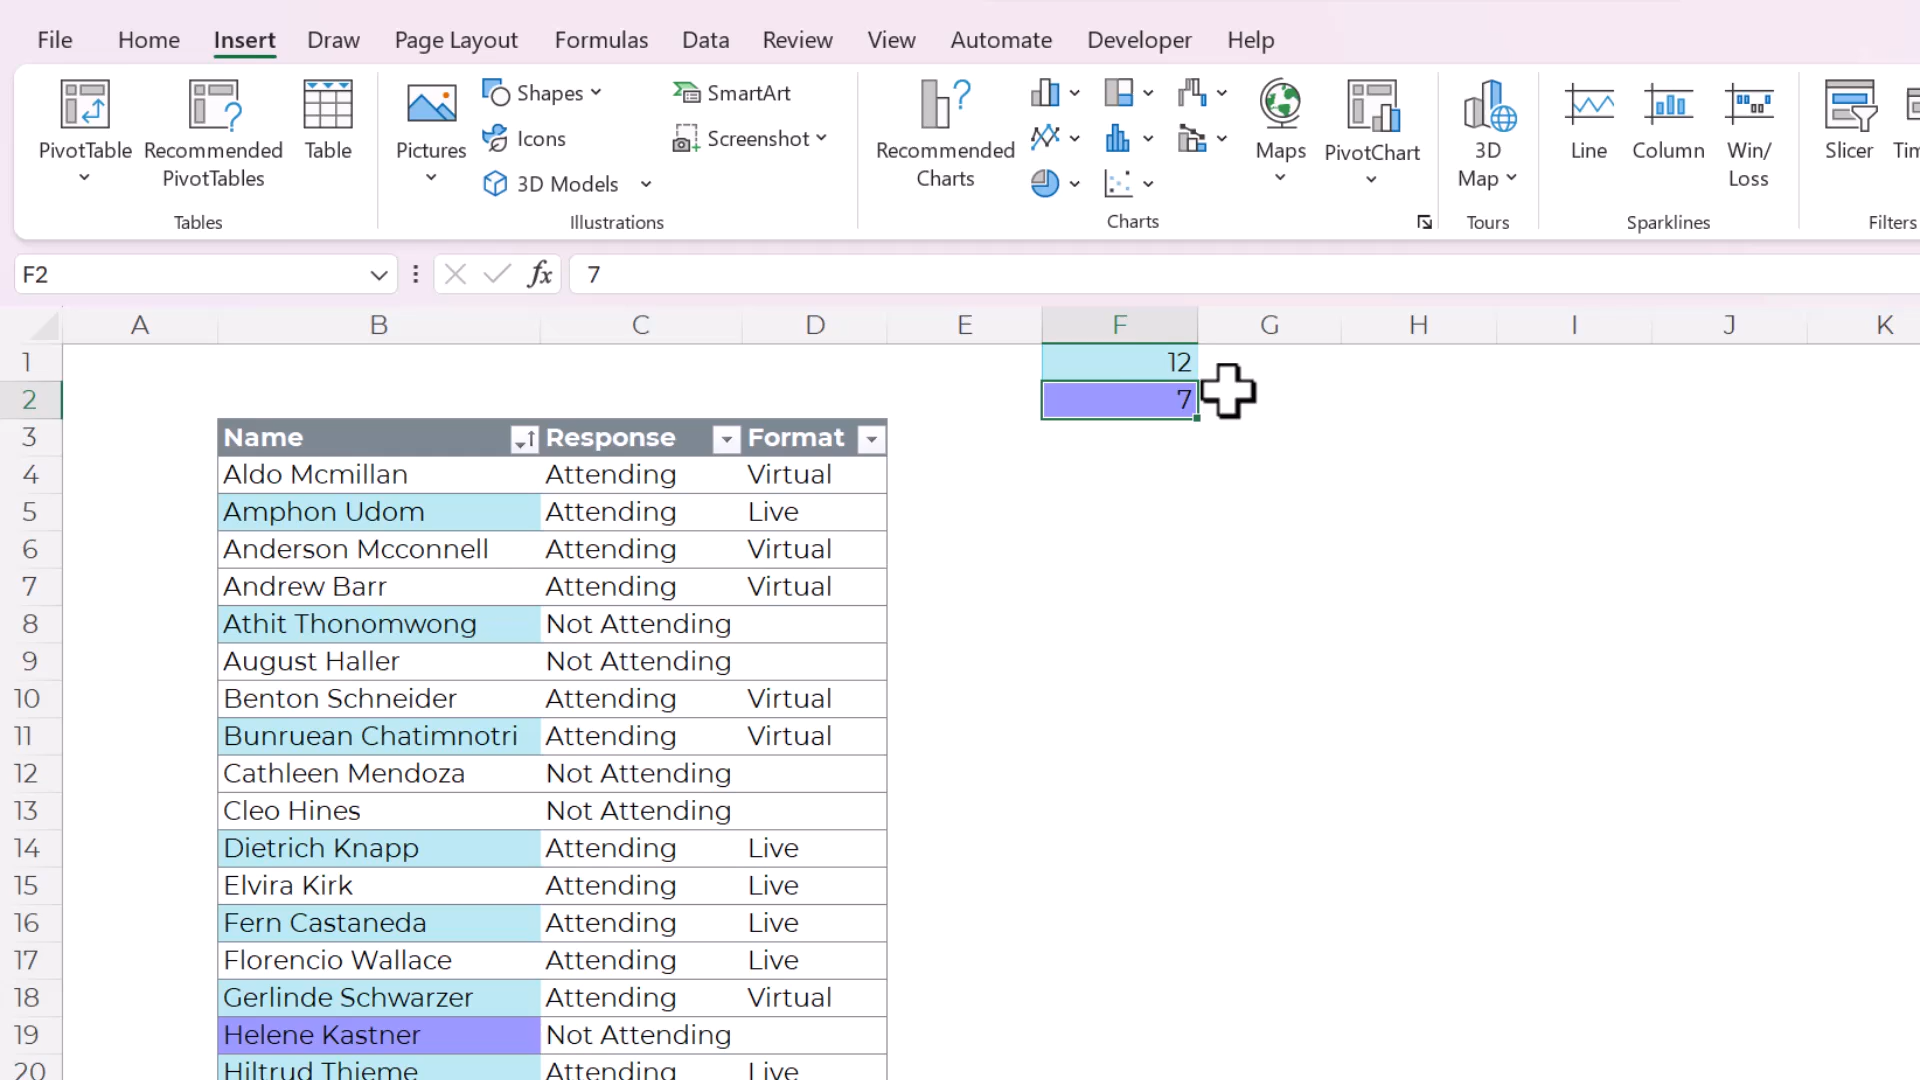 File Home Insert Draw Page Layout Formulas Data Review View Automate Developer Help
PivotTable
Recommended PivotTables
Table
Tables
Pictures
Shapes
Icons
3D Models
SmartArt
Screenshot
Illustrations
Recommended Charts
Maps
PivotChart
Charts
3D Map
Tours
Line
Column
Win/ Loss
Sparklines
Slicer
Filters
F2 fx 7
A B C D E F G H I J K
1 12
2 7
3 Name Response Format
4 Aldo Mcmillan Attending Virtual
5 Amphon Udom Attending Live
6 Anderson Mcconnell Attending Virtual
7 Andrew Barr Attending Virtual
8 Athit Thonomwong Not Attending
9 August Haller Not Attending
10 Benton Schneider Attending Virtual
11 Bunruean Chatimnotri Attending Virtual
12 Cathleen Mendoza Not Attending
13 Cleo Hines Not Attending
14 Dietrich Knapp Attending Live
15 Elvira Kirk Attending Live
16 Fern Castaneda Attending Live
17 Florencio Wallace Attending Live
18 Gerlinde Schwarzer Attending Virtual
19 Helene Kastner Not Attending
20 Hiltrud Thieme Attending Live